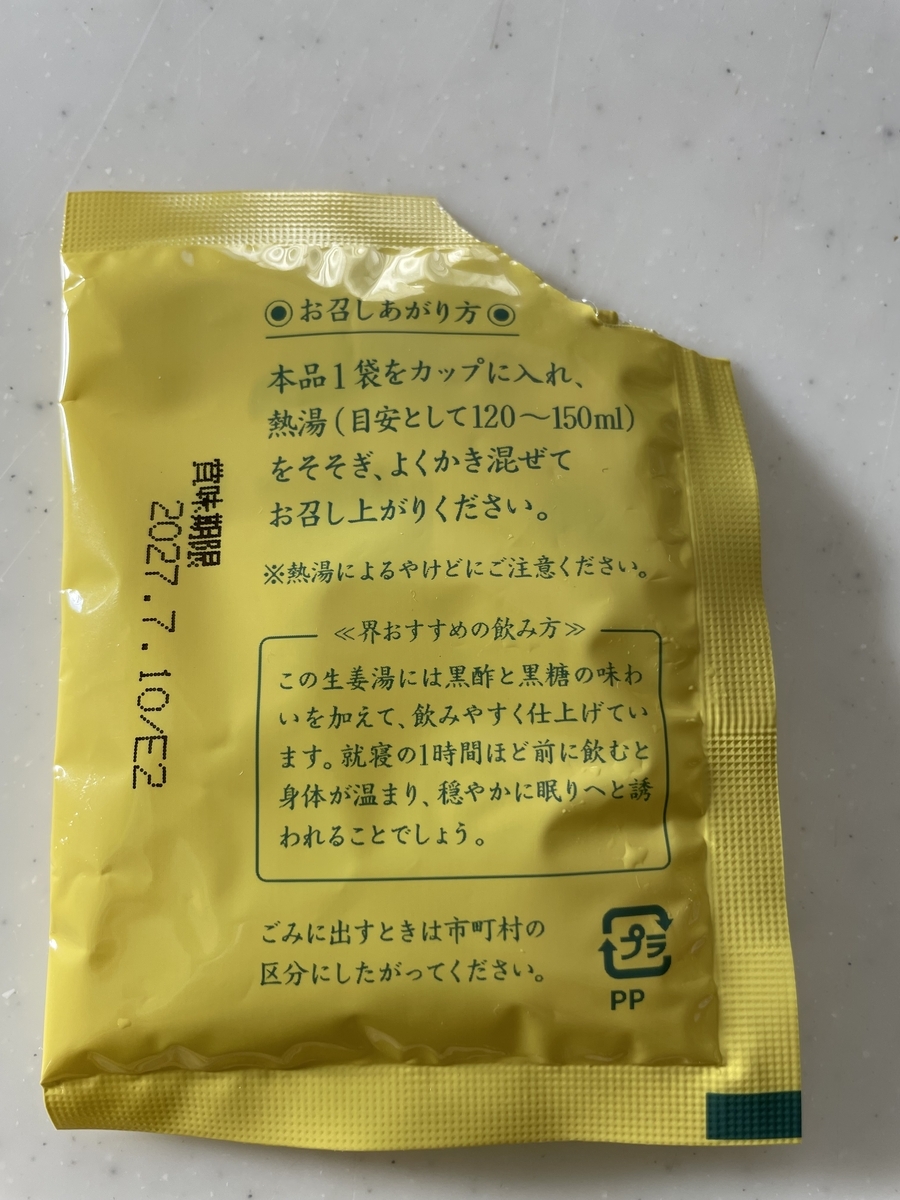 ◉お召しあがり方◉
本品1袋をカップに入れ、
熱湯(目安として120～150ml)
をそそぎ、よくかき混ぜて
お召し上がりください。
※熱湯によるやけどにご注意ください。
≪界おすすめの飲み方≫
この生姜湯には黒酢と黒糖の味わ
いを加えて、飲みやすく仕上げてい
ます。就寝の1時間ほど前に飲むと
身体が温まり、穏やかに眠りへと誘
われることでしょう。
ごみに出すときは市町村の
区分にしたがってください。
プラ
PP
賞味期限
2027.7.10/E2